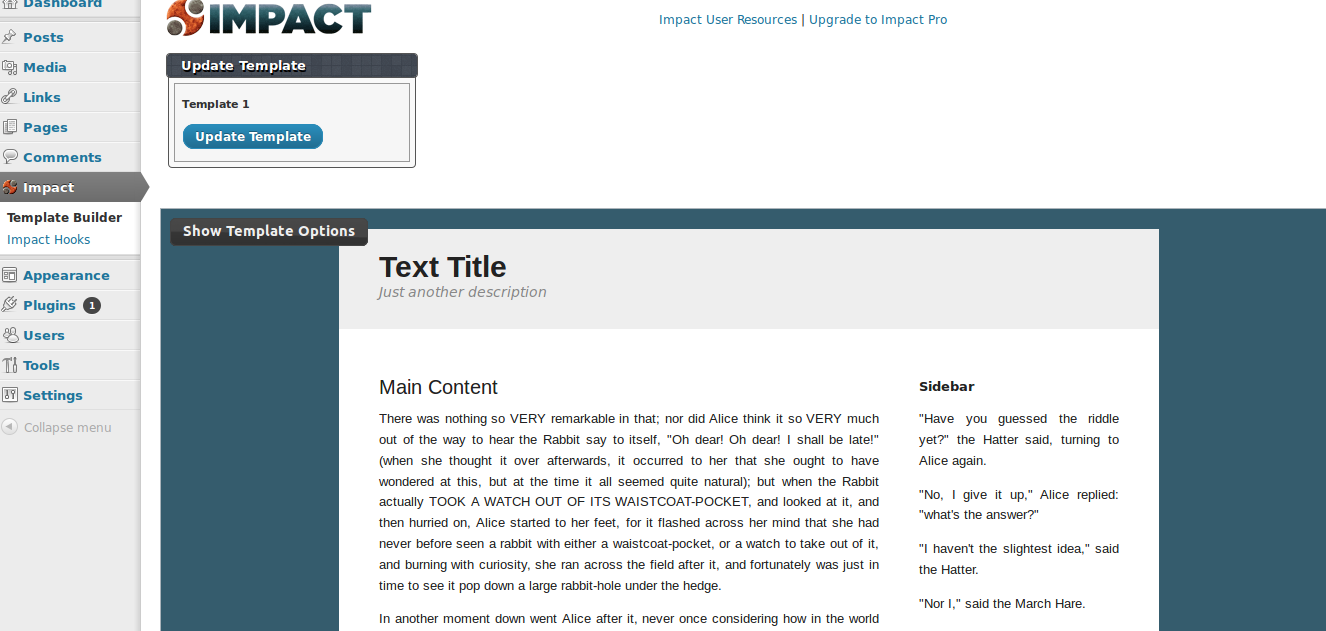 Dashboard
Posts
Media
Links
Pages
Comments
Impact
Template Builder
Impact Hooks
Appearance
Plugins 1
Users
Tools
Settings
Collapse menu
IMPACT
Impact User Resources | Upgrade to Impact Pro
Update Template
Template 1
Update Template
Show Template Options
Text Title
Just another description
Main Content
There was nothing so VERY remarkable in that; nor did Alice think it so VERY much
out of the way to hear the Rabbit say to itself, "Oh dear! Oh dear! I shall be late!"
(when she thought it over afterwards, it occurred to her that she ought to have
wondered at this, but at the time it all seemed quite natural); but when the Rabbit
actually TOOK A WATCH OUT OF ITS WAISTCOAT-POCKET, and looked at it, and
then hurried on, Alice started to her feet, for it flashed across her mind that she had
never before seen a rabbit with either a waistcoat-pocket, or a watch to take out of it,
and burning with curiosity, she ran across the field after it, and fortunately was just in
time to see it pop down a large rabbit-hole under the hedge.
In another moment down went Alice after it, never once considering how in the world
Sidebar
"Have you guessed the riddle
yet?" the Hatter said, turning to
Alice again.
"No, I give it up," Alice replied:
"what's the answer?"
"I haven't the slightest idea," said
the Hatter.
"Nor I," said the March Hare.